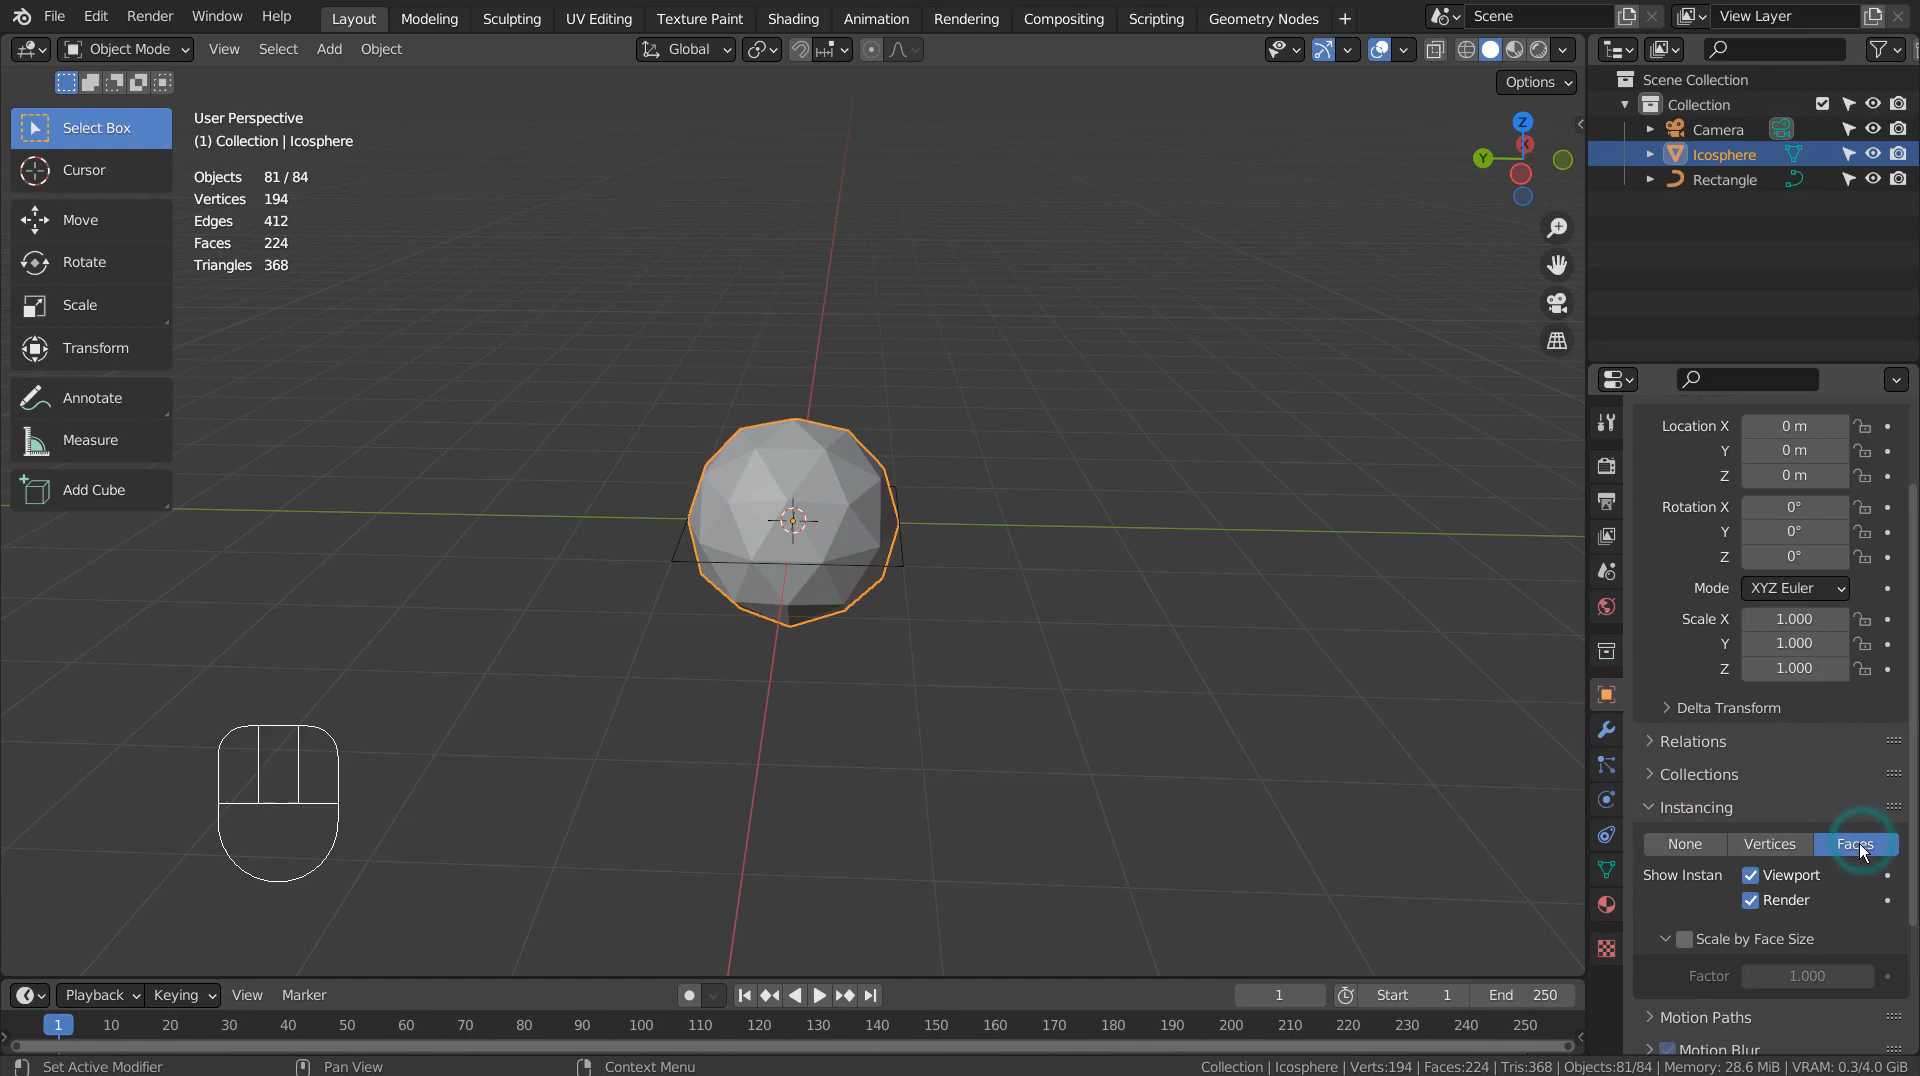 File Edit Render Window Help Layout Modeling Sculpting UV Editing Texture Paint Shading Animation Rendering Compositing Scripting Geometry Nodes + Scene View Layer
Object Mode View Select Add Object Global
Options
Select Box
Cursor
Move
Rotate
Scale
Transform
Annotate
Measure
Add Cube
User Perspective
(1) Collection | Icosphere
Objects 81 / 84
Vertices 194
Edges 412
Faces 224
Triangles 368
Z
X
Y
Scene Collection
Collection
Camera
Icosphere
Rectangle
Location X 0 m
Y 0 m
Z 0 m
Rotation X 0°
Y 0°
Z 0°
Mode XYZ Euler
Scale X 1.000
Y 1.000
Z 1.000
Delta Transform
Relations
Collections
Instancing
None Vertices Faces
Show Instan Viewport
Render
Scale by Face Size
Factor 1.000
Motion Paths
Motion Blur
Playback Keying View Marker 1 Start 1 End 250
1 10 20 30 40 50 60 70 80 90 100 110 120 130 140 150 160 170 180 190 200 210 220 230 240 250
Set Active Modifier Pan View Context Menu Collection | Icosphere | Verts:194 | Faces:224 | Tris:368 | Objects:81/84 | Memory: 28.6 MiB | VRAM: 0.3/4.0 GiB